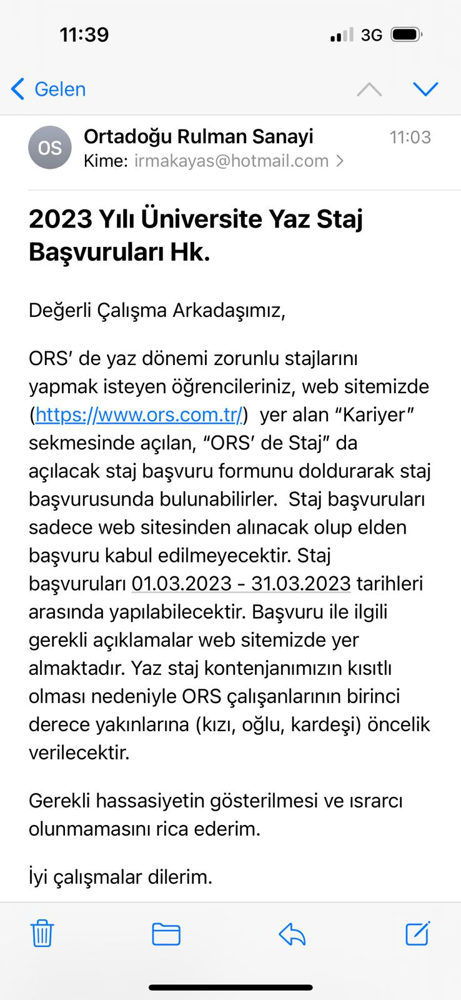 11:39
3G
Gelen
OS
Ortadoğu Rulman Sanayi
11:03
Kime: irmakayas@hotmail.com
2023 Yılı Üniversite Yaz Staj
Başvuruları Hk.
Değerli Çalışma Arkadaşımız,
ORS’ de yaz dönemi zorunlu stajlarını
yapmak isteyen öğrencileriniz, web sitemizde
(https://www.ors.com.tr/)  yer alan “Kariyer”
sekmesinde açılan, “ORS’ de Staj” da
açılacak staj başvuru formunu doldurarak staj
başvurusunda bulunabilirler.  Staj başvuruları
sadece web sitesinden alınacak olup elden
başvuru kabul edilmeyecektir. Staj
başvuruları 01.03.2023 - 31.03.2023 tarihleri
arasında yapılabilecektir. Başvuru ile ilgili
gerekli açıklamalar web sitemizde yer
almaktadır. Yaz staj kontenjanımızın kısıtlı
olması nedeniyle ORS çalışanlarının birinci
derece yakınlarına (kızı, oğlu, kardeşi) öncelik
verilecektir.
Gerekli hassasiyetin gösterilmesi ve ısrarcı
olunmamasını rica ederim.
İyi çalışmalar dilerim.